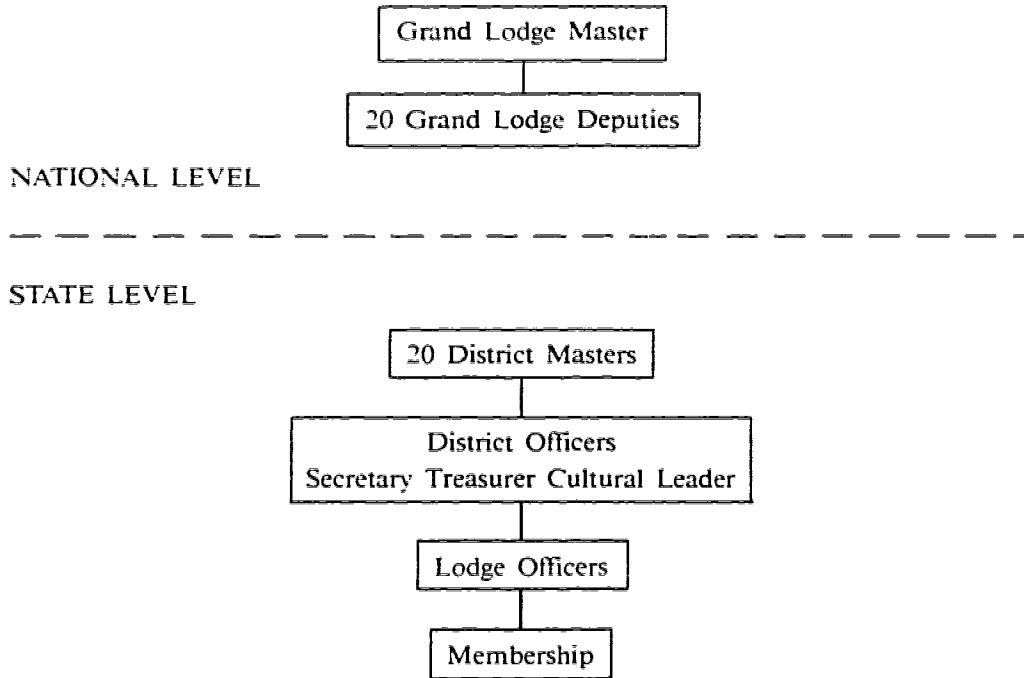 Grand Lodge Master
20 Grand Lodge Deputies
NATIONAL LEVEL
STATE LEVEL
20 District Masters
District Officers
Secretary Treasurer Cultural Leader
Lodge Officers
Membership